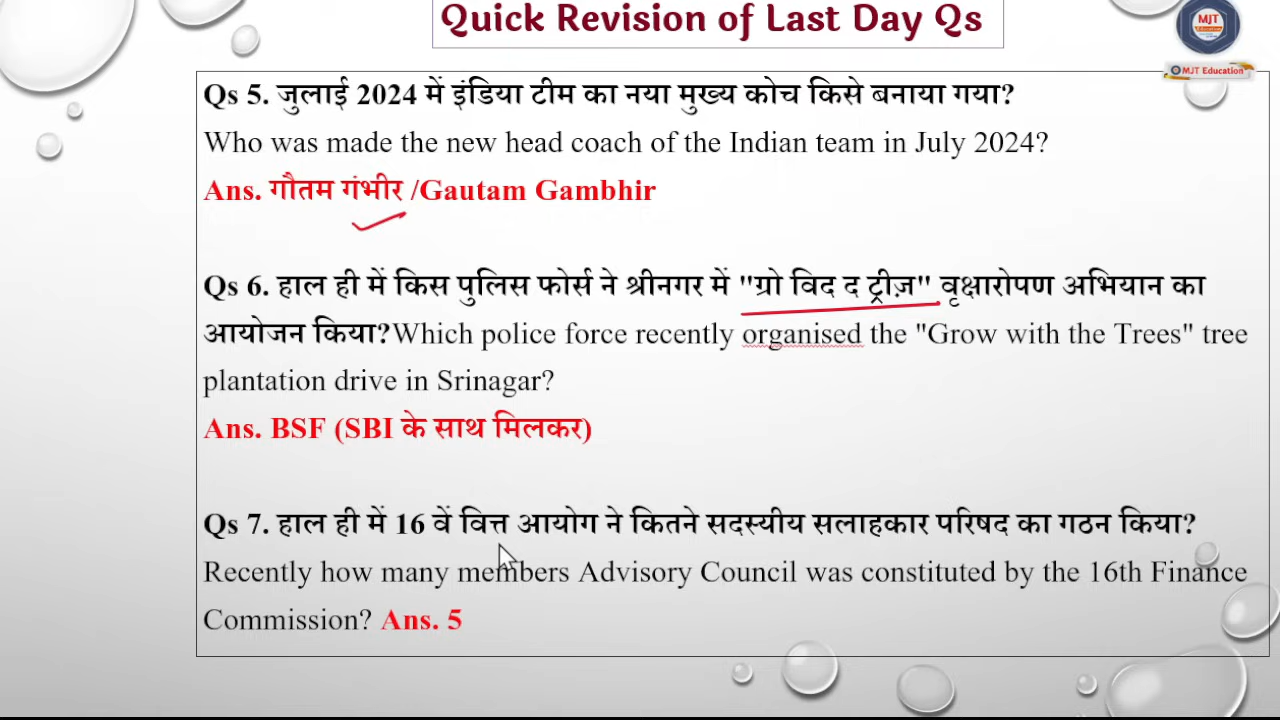 Quick Revision of Last Day Qs
MJT
MJT Education
Qs 5. जुलाई 2024 में इंडिया टीम का नया मुख्य कोच किसे बनाया गया?
Who was made the new head coach of the Indian team in July 2024?
Ans. गौतम गंभीर /Gautam Gambhir
Qs 6. हाल ही में किस पुलिस फोर्स ने श्रीनगर में "ग्रो विद द ट्रीज़" वृक्षारोपण अभियान का
आयोजन किया?Which police force recently organised the "Grow with the Trees" tree
plantation drive in Srinagar?
Ans. BSF (SBI के साथ मिलकर)
Qs 7. हाल ही में 16 वें वित्त आयोग ने कितने सदस्यीय सलाहकार परिषद का गठन किया?
Recently how many members Advisory Council was constituted by the 16th Finance
Commission? Ans. 5